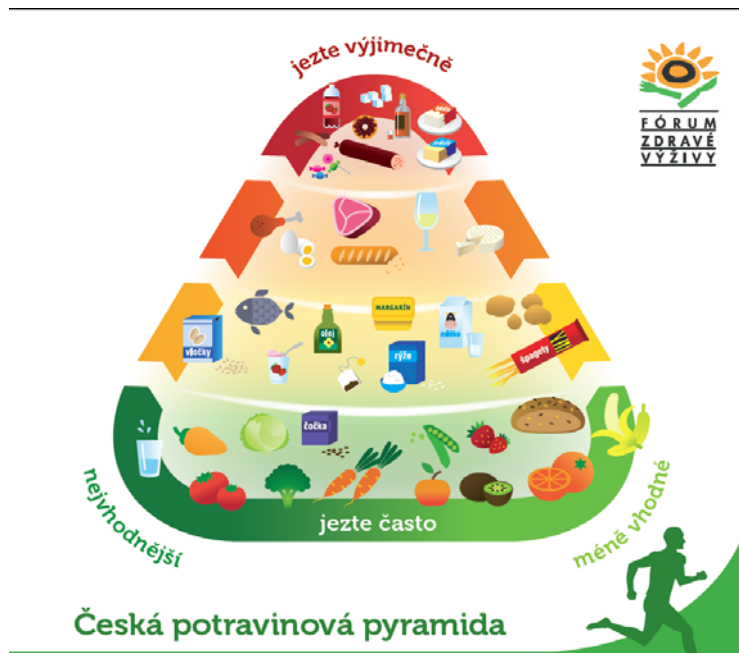 jezte výjimečně
FÓRUM
ZDRAVÉ
VÝŽIVY
MARGARÍN
olej
mléko
vločky
rýže
špagety
čočka
nejvhodnější
jezte často
méně vhodné
Česká potravinová pyramida